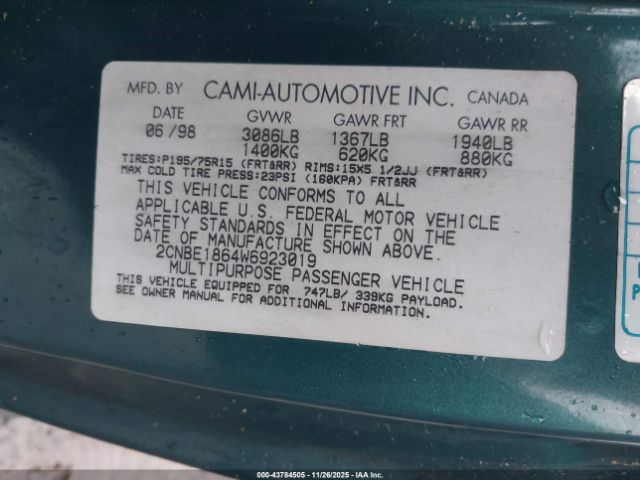 MFD. BY CAMI-AUTOMOTIVE INC. CANADA
DATE GVWR GAWR FRT GAWR RR
06/98 3086LB 1367LB 1940LB
1400KG 620KG 880KG
TIRES:P195/75R15 (FRT&RR) RIMS:15X5 1/2JJ (FRT&RR)
MAX COLD TIRE PRESS:23PSI (160KPA) FRT&RR
THIS VEHICLE CONFORMS TO ALL
APPLICABLE U.S. FEDERAL MOTOR VEHICLE
SAFETY STANDARDS IN EFFECT ON THE
DATE OF MANUFACTURE SHOWN ABOVE.
2CNBE1864W6923019
MULTIPURPOSE PASSENGER VEHICLE
THIS VEHICLE EQUIPPED FOR 747LB/ 339KG PAYLOAD.
SEE OWNER MANUAL FOR ADDITIONAL INFORMATION.
© IAA 43784505 - 11/26/2025 - IAAI.COM